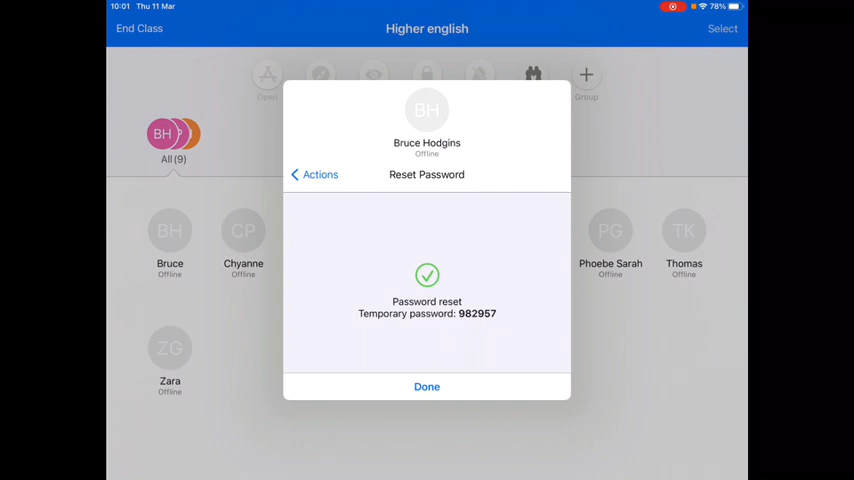 10:01 Thu 11 Mar 78%
End Class Higher english Select
Open Group
BH
All (9)
BH
Bruce Hodgins
Offline
Actions Reset Password
Password reset
Temporary password: 982957
Done
BH CP PG TK
Bruce Chyanne Phoebe Sarah Thomas
Offline Offline Offline Offline
ZG
Zara
Offline